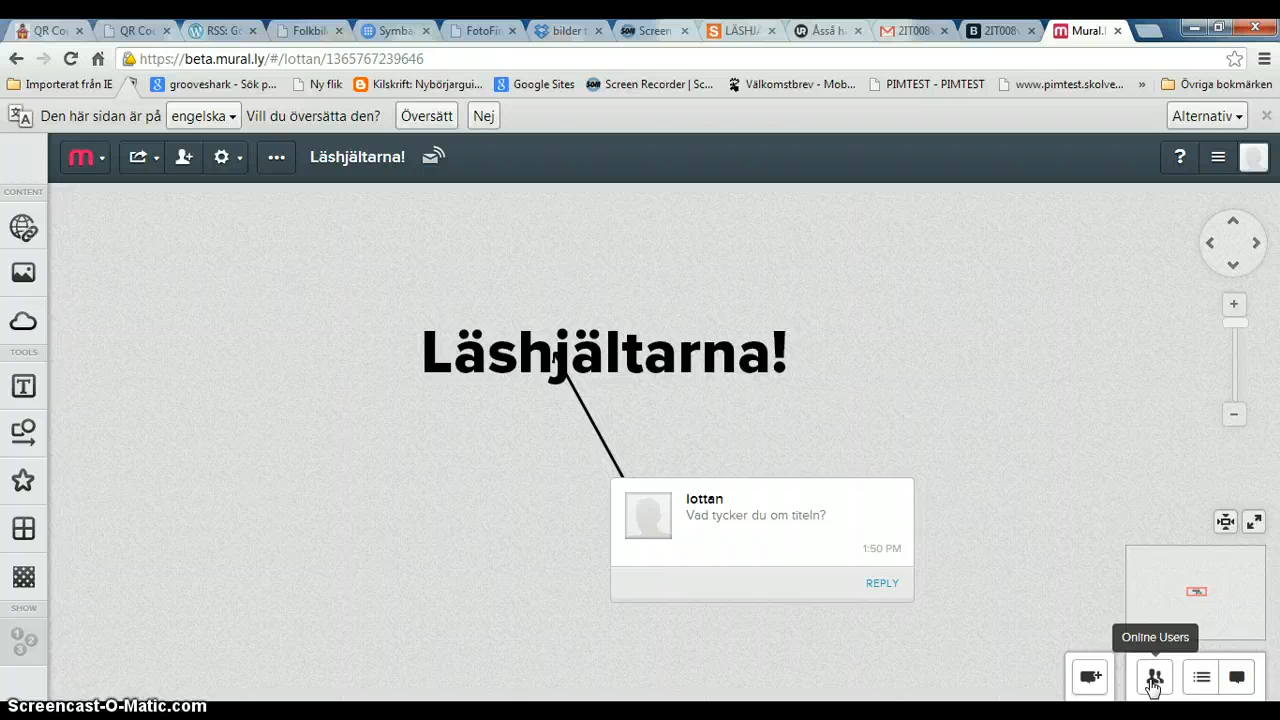 QR Co
QR Co
RSS: Ge
Folkbil
Symba
FotoFi
bilder t
Screen
LÄSHJ
Åså h
2IT008
2IT008
Mural.l
https://beta.mural.ly/#/lottan/1365767239646
Importerat från IE
grooveshark - Sök p...
Ny flik
Kilskrift: Nybörjargui...
Google Sites
Screen Recorder | Sc...
Välkomstbrev - Mob...
PIMTEST - PIMTEST
www.pimtest.skolve...
»
Övriga bokmärken
Den här sidan är på engelska Vill du översätta den? Översätt Nej Alternativ
Läshjältarna!
?
CONTENT
TOOLS
SHOW
Läshjältarna!
lottan
Vad tycker du om titeln?
1:50 PM
REPLY
Online Users
Screencast-O-Matic.com